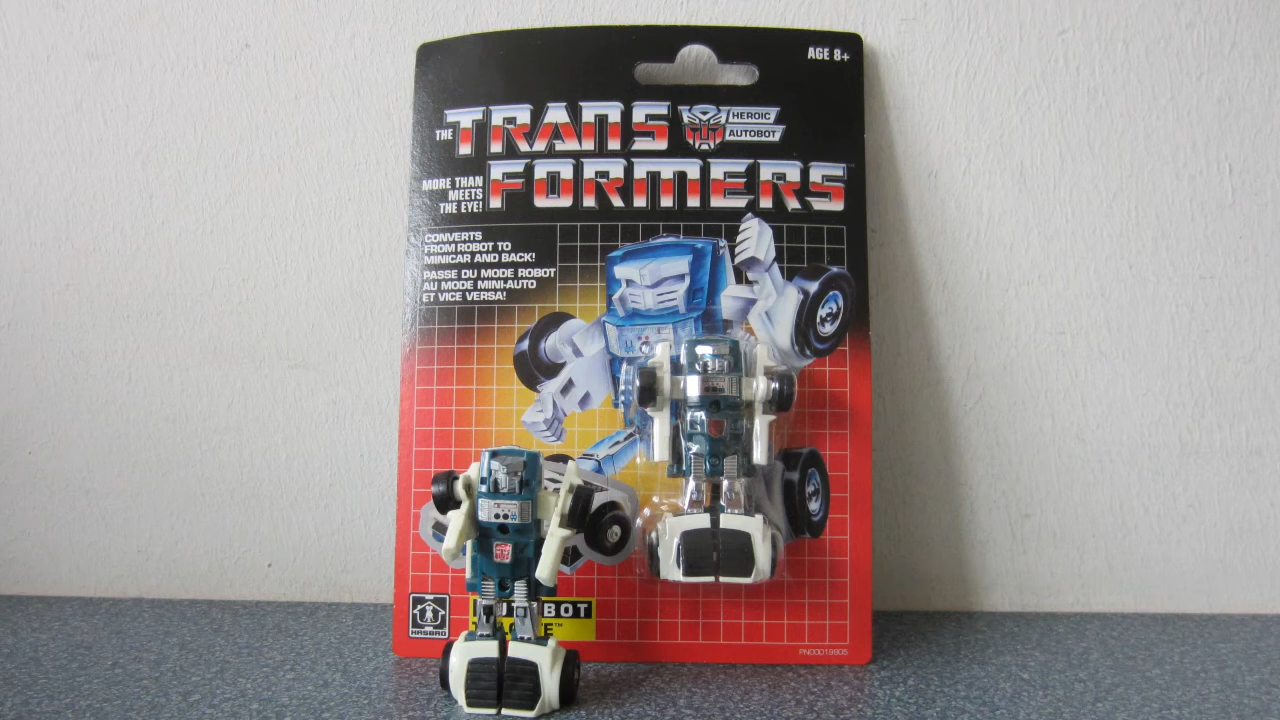 AGE 8+
THE TRANS
HEROIC
AUTOBOT
FORMERS
MORE THAN
MEETS
THE EYE!
CONVERTS
FROM ROBOT TO
MINICAR AND BACK!
PASSE DU MODE ROBOT
AU MODE MINI-AUTO
ET VICE VERSA!
HASBRO
PN00019905